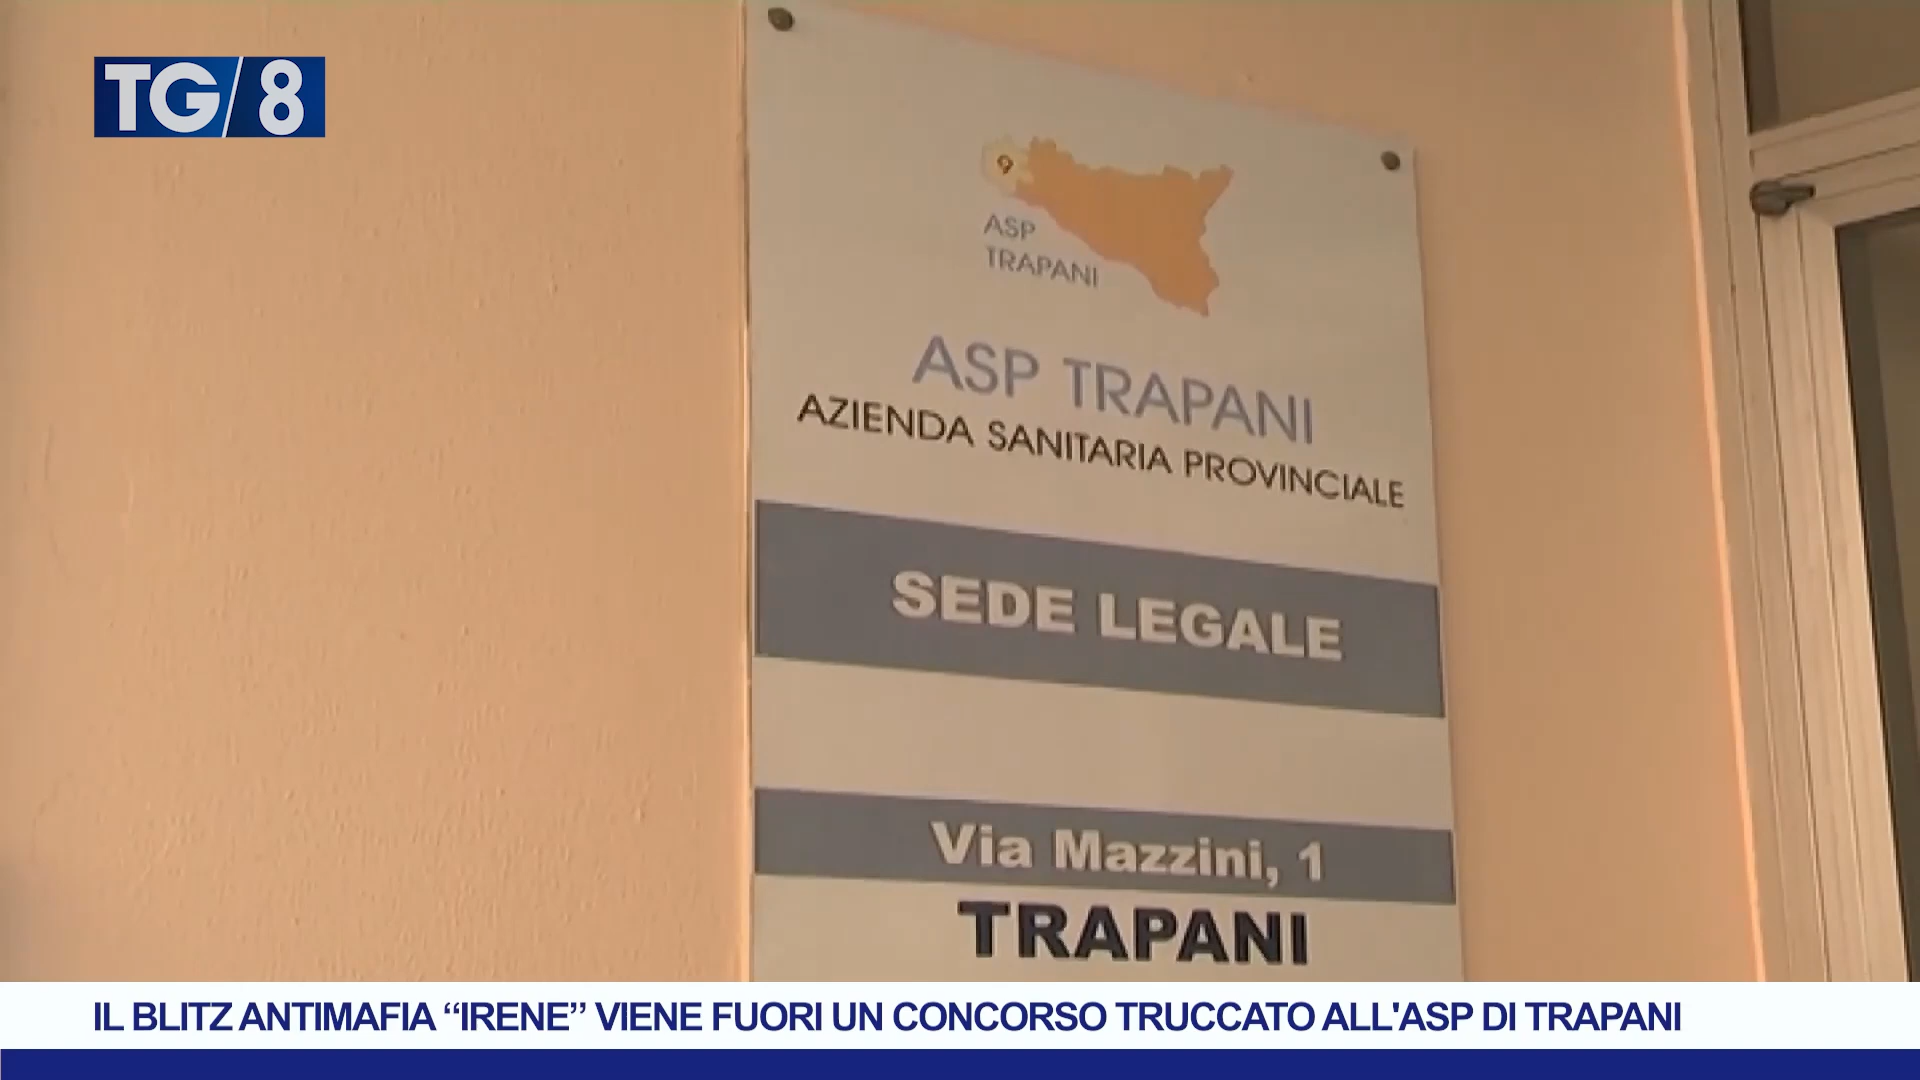 TG/8
9
ASP
TRAPANI
ASP TRAPANI
AZIENDA SANITARIA PROVINCIALE
SEDE LEGALE
Via Mazzini, 1
TRAPANI
IL BLITZ ANTIMAFIA “IRENE” VIENE FUORI UN CONCORSO TRUCCATO ALL'ASP DI TRAPANI